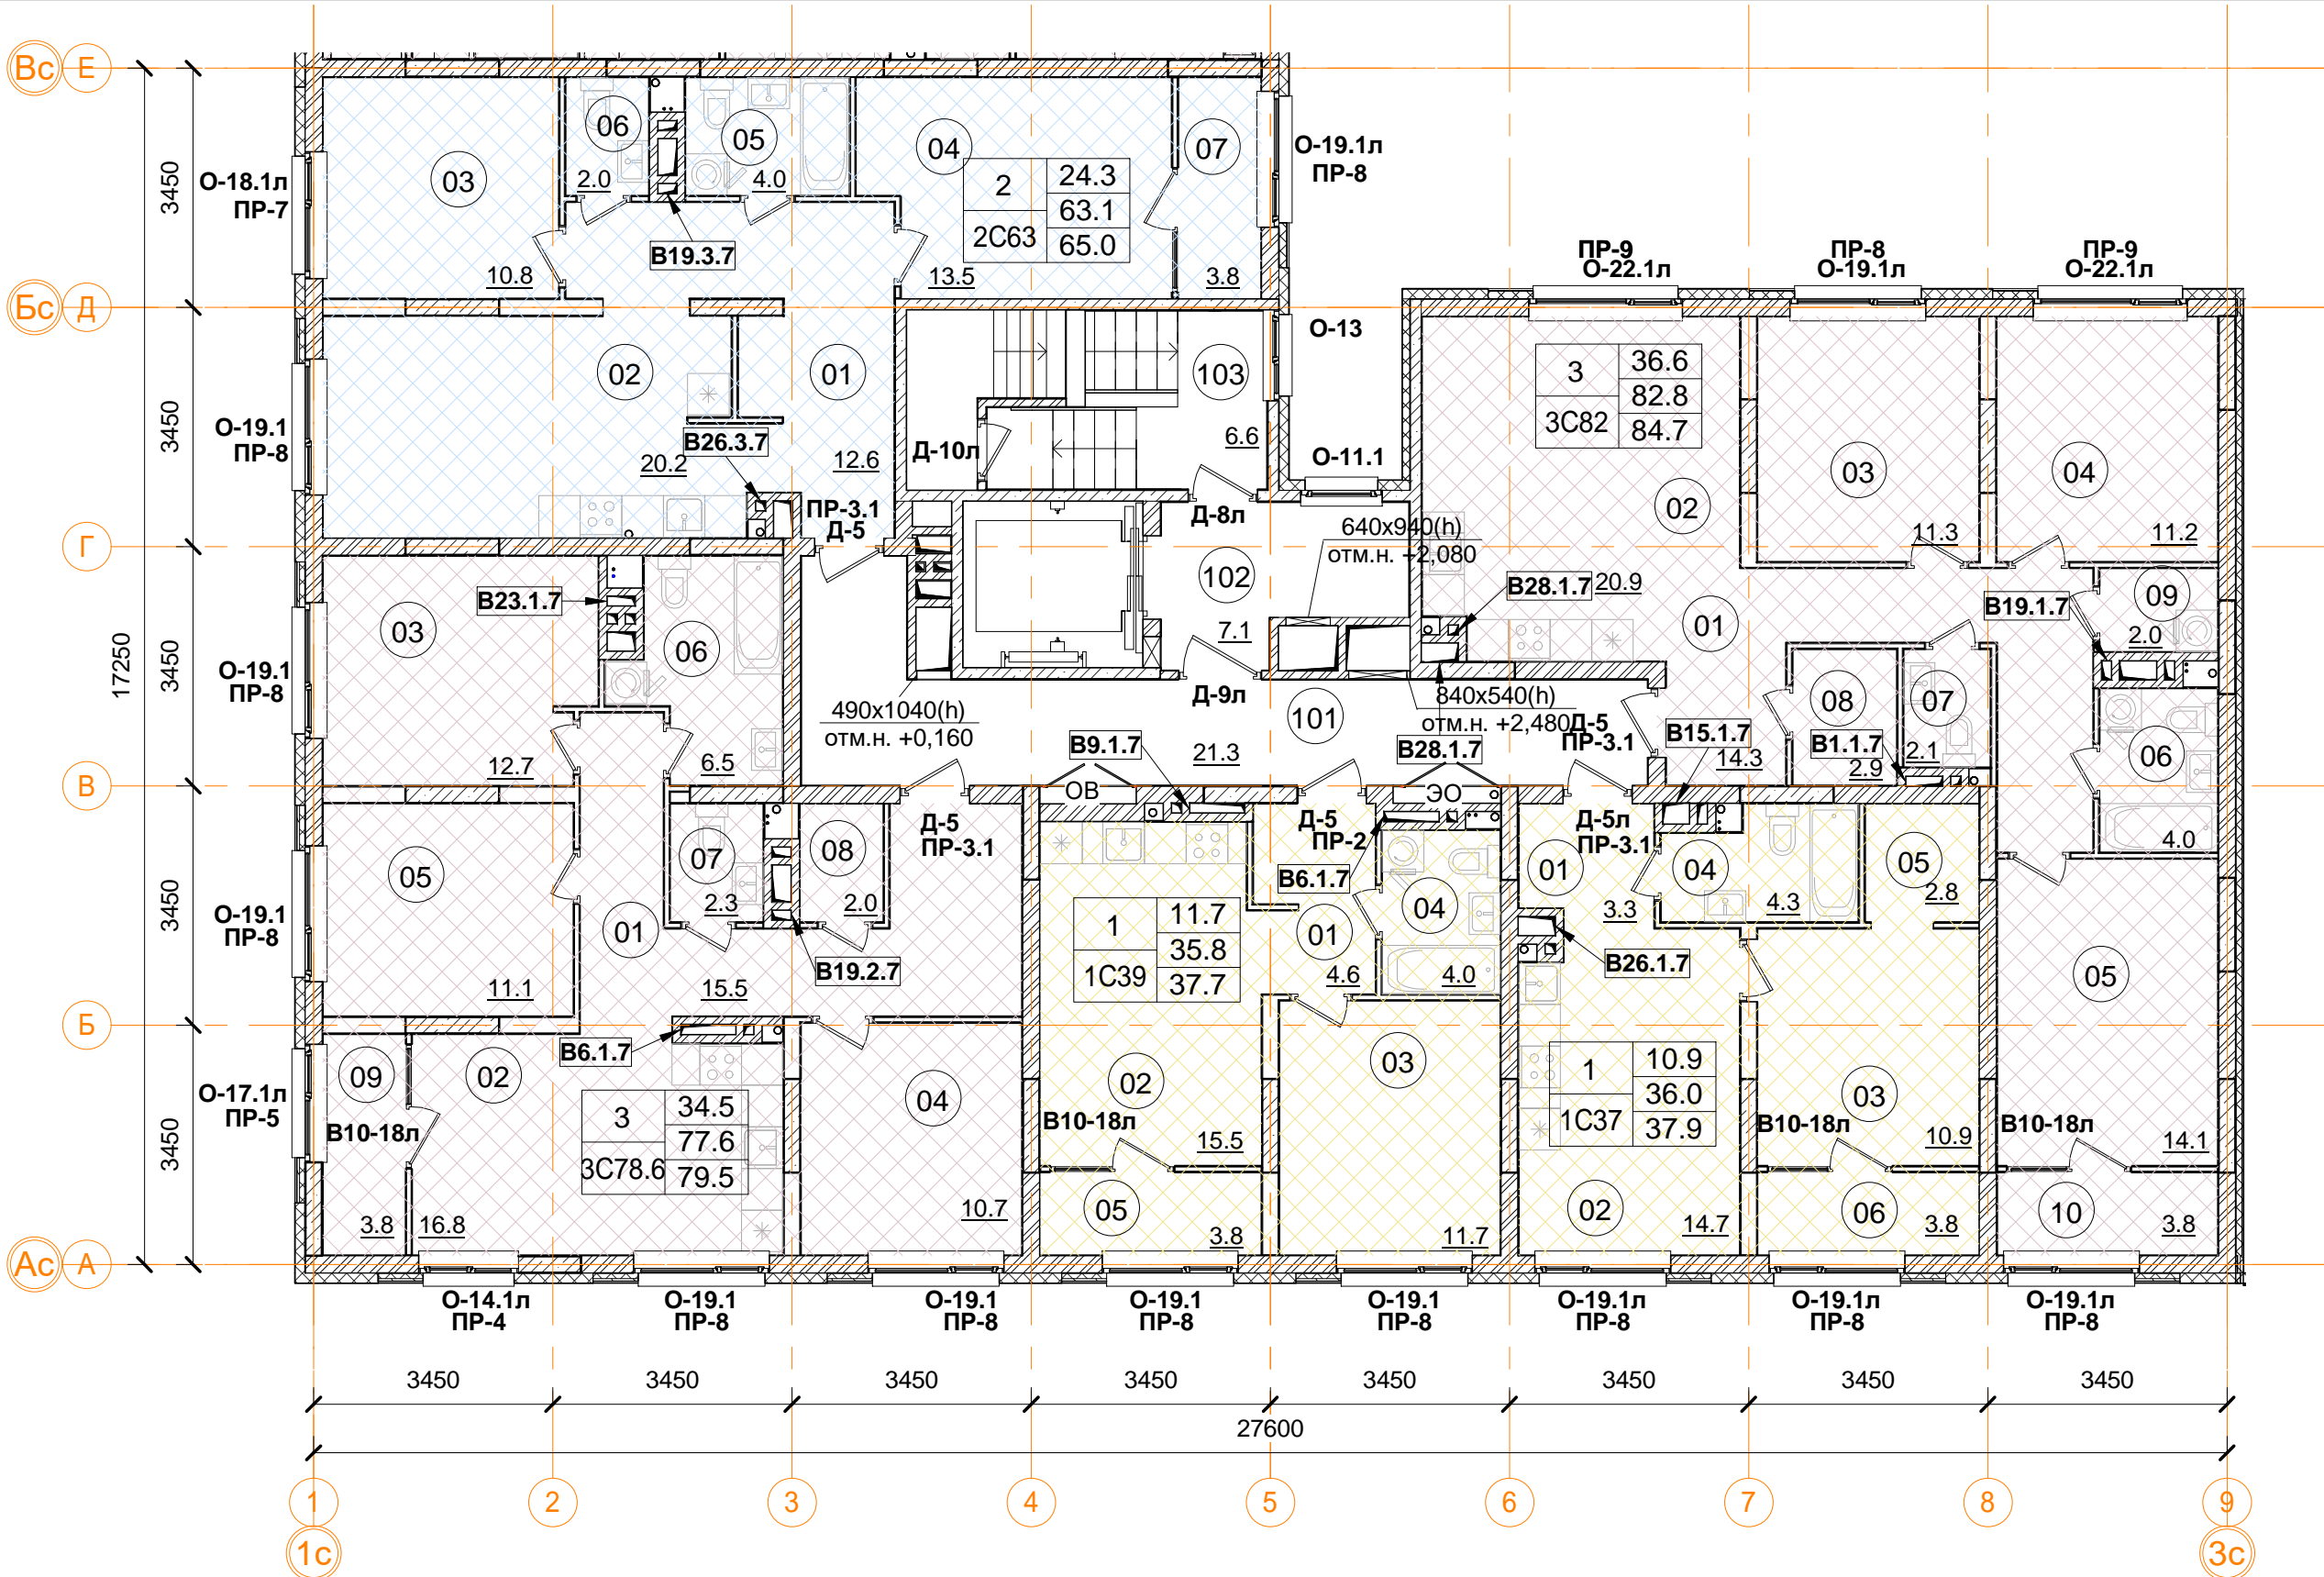 Вс Е
Бс Д
Г
В
Б
Ас А
3450
3450
3450
3450
3450
17250
О-18.1л
ПР-7
О-19.1
ПР-8
О-19.1
ПР-8
О-19.1
ПР-8
О-17.1л
ПР-5
03
10.8
06
2.0
05
4.0
В19.3.7
04
13.5
07
3.8
2
2С63
24.3
63.1
65.0
О-19.1л
ПР-8
О-13
О-11.1
02
20.2
01
12.6
В26.3.7
ПР-3.1
Д-5
Д-10л
103
6.6
Д-8л
102
7.1
640х940(h)
отм.н. +2,080
Д-9л
490х1040(h)
отм.н. +0,160
840х540(h)
отм.н. +2,480
101
21.3
В9.1.7
В28.1.7
Д-5
ПР-3.1
ОВ
ЭО
ПР-9
О-22.1л
ПР-8
О-19.1л
ПР-9
О-22.1л
3
3С82
36.6
82.8
84.7
02
20.9
03
11.3
04
11.2
В28.1.7
01
14.3
В19.1.7
09
2.0
08
2.9
07
2.1
06
4.0
В15.1.7
В1.1.7
05
14.1
В10-18л
10
3.8
03
12.7
В23.1.7
06
6.5
05
11.1
07
2.3
08
2.0
Д-5
ПР-3.1
01
15.5
В19.2.7
В6.1.7
09
3.8
02
16.8
В10-18л
3
3С78.6
34.5
77.6
79.5
04
10.7
1
1С39
11.7
35.8
37.7
Д-5
ПР-2
В6.1.7
01
4.6
04
4.0
02
15.5
В10-18л
03
11.7
05
3.8
Д-5л
ПР-3.1
01
3.3
04
4.3
05
2.8
В26.1.7
1
1С37
10.9
36.0
37.9
02
14.7
03
10.9
В10-18л
06
3.8
О-14.1л
ПР-4
О-19.1
ПР-8
О-19.1
ПР-8
О-19.1
ПР-8
О-19.1
ПР-8
О-19.1л
ПР-8
О-19.1л
ПР-8
О-19.1л
ПР-8
3450 3450 3450 3450 3450 3450 3450 3450
27600
1 2 3 4 5 6 7 8 9
1с 3с